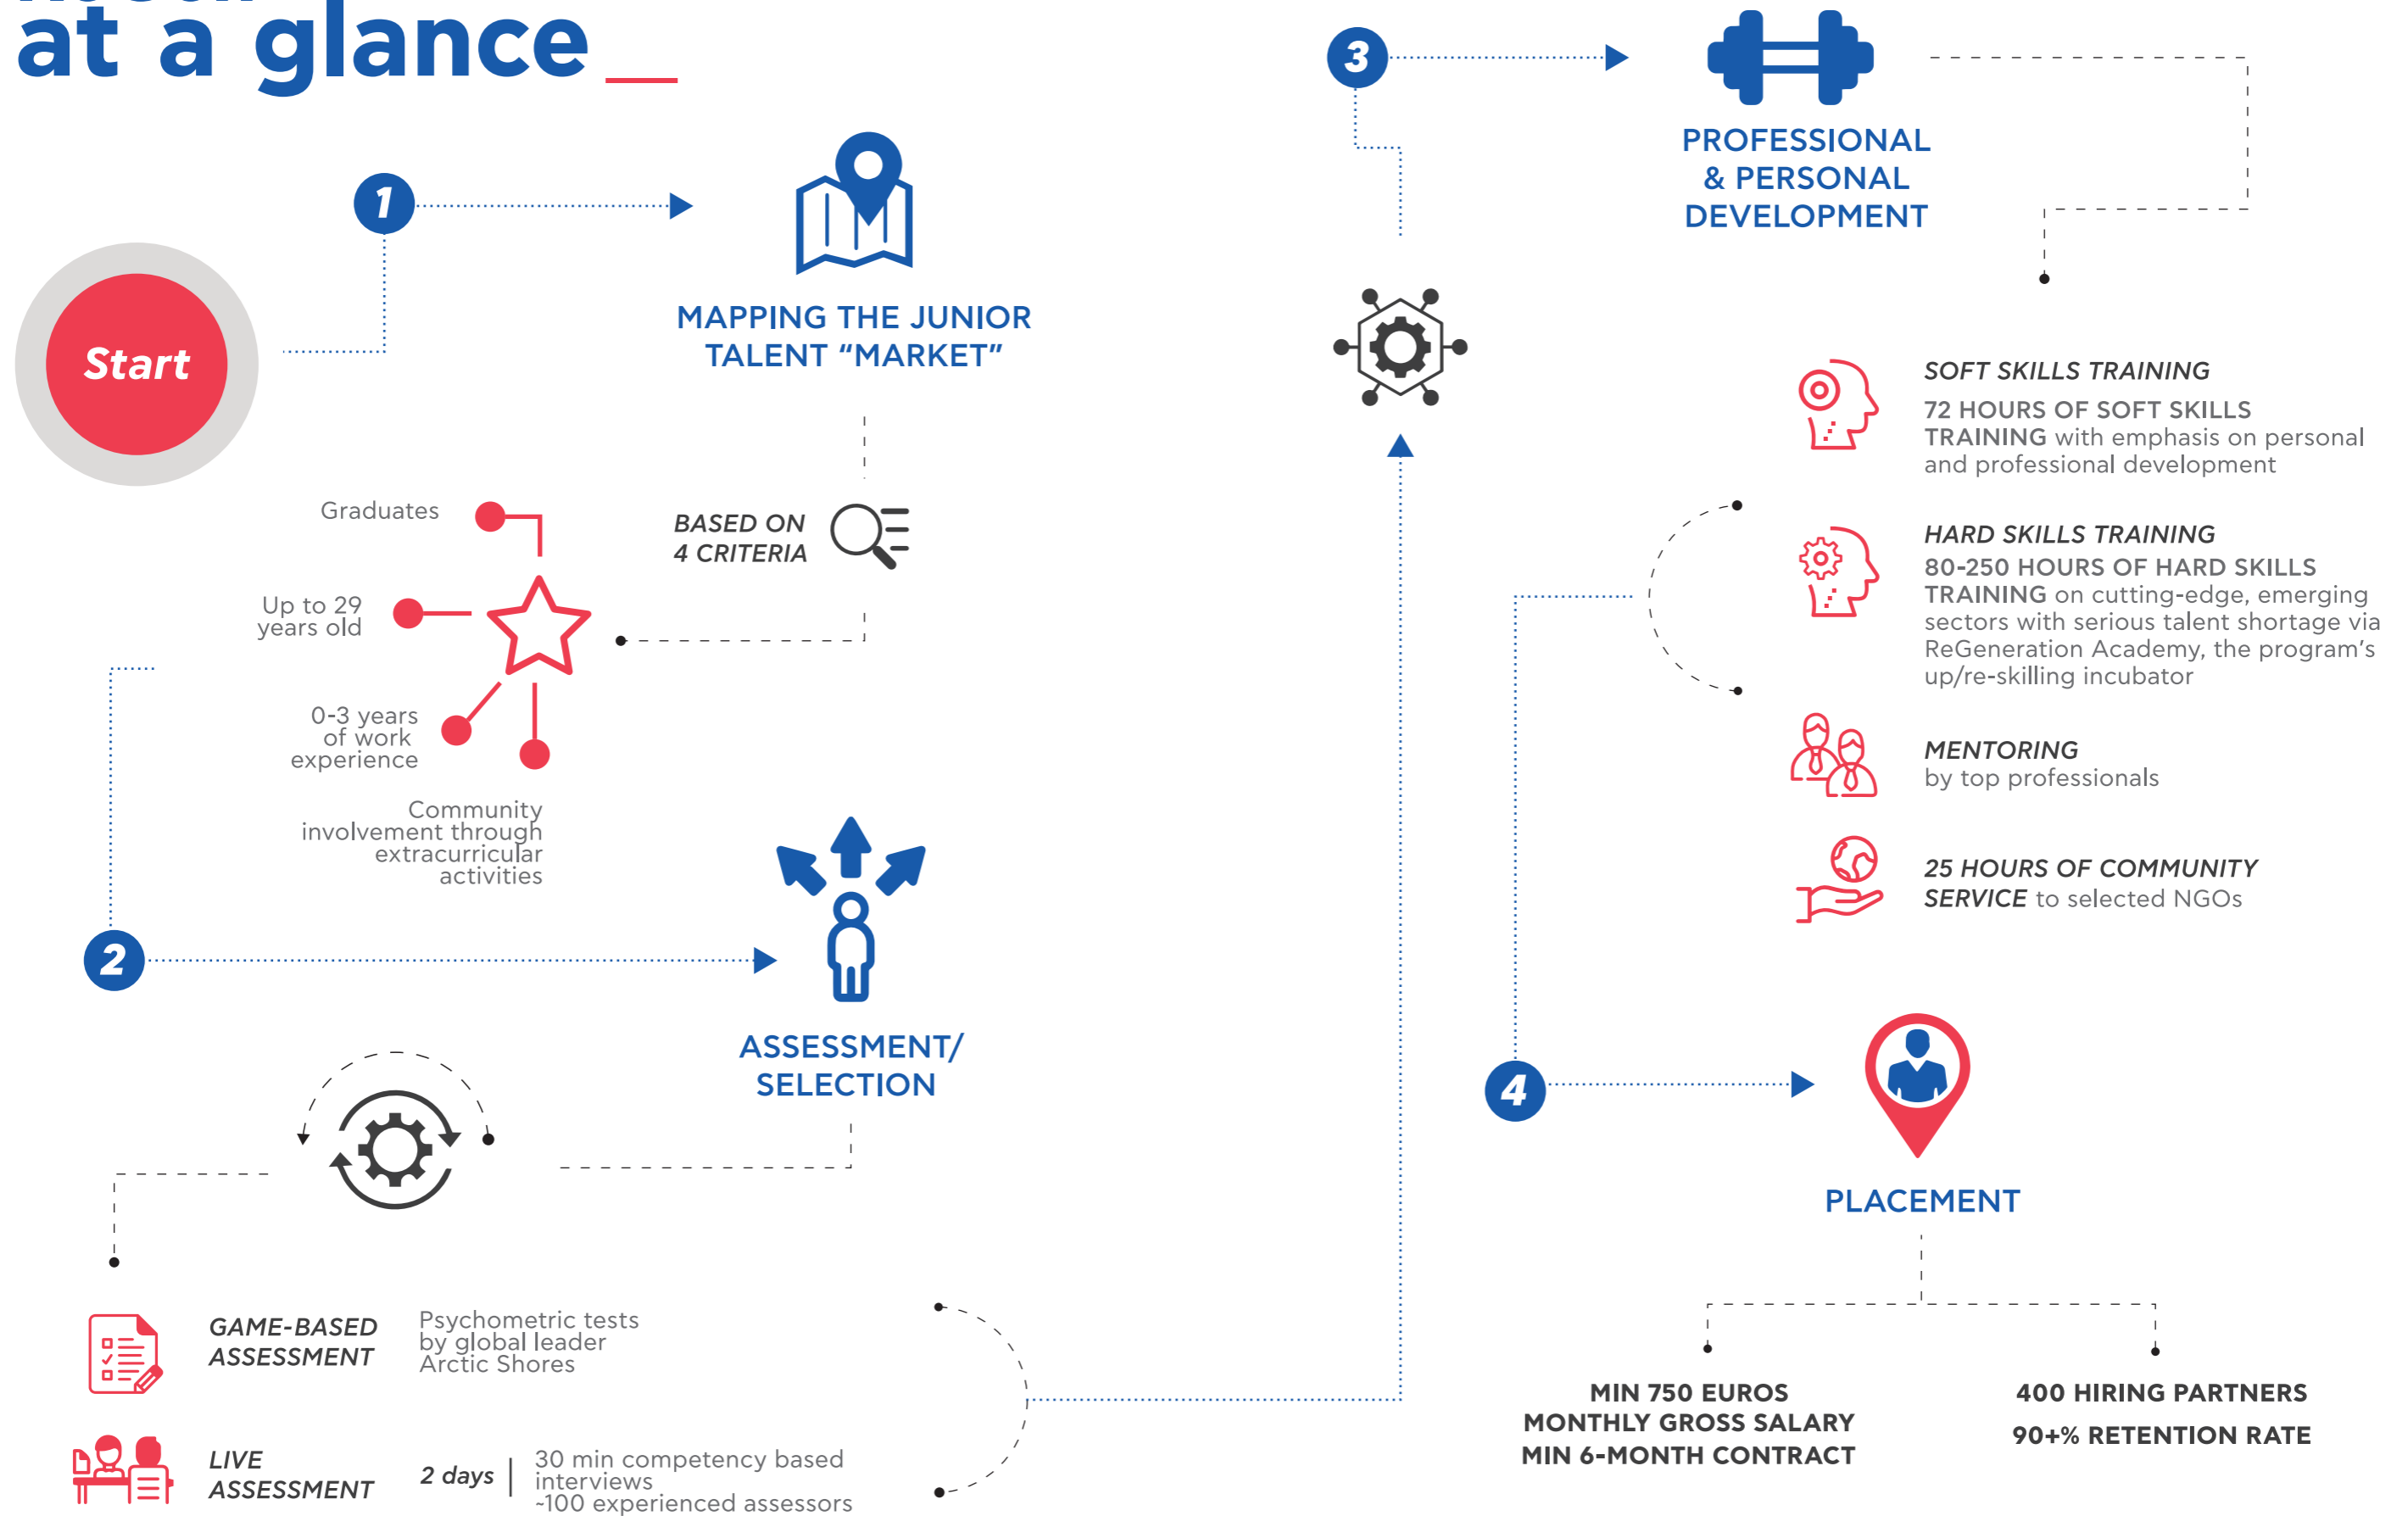 at a glance_
1
Start
MAPPING THE JUNIOR
TALENT “MARKET”
BASED ON
4 CRITERIA
Graduates
Up to 29
years old
0-3 years
of work
experience
Community
involvement through
extracurricular
activities
2
ASSESSMENT/
SELECTION
GAME-BASED
ASSESSMENT
Psychometric tests
by global leader
Arctic Shores
LIVE
ASSESSMENT
2 days
30 min competency based
interviews
~100 experienced assessors
3
PROFESSIONAL
& PERSONAL
DEVELOPMENT
SOFT SKILLS TRAINING
72 HOURS OF SOFT SKILLS
TRAINING with emphasis on personal
and professional development
HARD SKILLS TRAINING
80-250 HOURS OF HARD SKILLS
TRAINING on cutting-edge, emerging
sectors with serious talent shortage via
ReGeneration Academy, the program’s
up/re-skilling incubator
MENTORING
by top professionals
25 HOURS OF COMMUNITY
SERVICE to selected NGOs
4
PLACEMENT
MIN 750 EUROS
MONTHLY GROSS SALARY
MIN 6-MONTH CONTRACT
400 HIRING PARTNERS
90+% RETENTION RATE